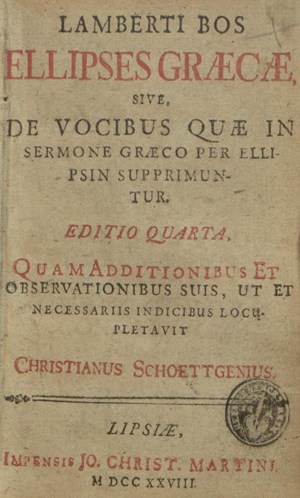 LAMBERTI BOS
ELLIPSES GRÆCÆ,
SIVE,
DE VOCIBUS QUÆ IN
SERMONE GRÆCO PER ELLI-
PSIN SUPPRIMUN-
TUR.
EDITIO QUARTA,
QUAM ADDITIONIBUS ET
OBSERVATIONIBUS SUIS, UT ET
NECESSARIIS INDICIBUS LOCU-
PLETAVIT
CHRISTIANUS SCHOETTGENIUS.
LIPSIÆ,
IMPENSIS JO. CHRIST. MARTINI.
M DCC XXVIII.